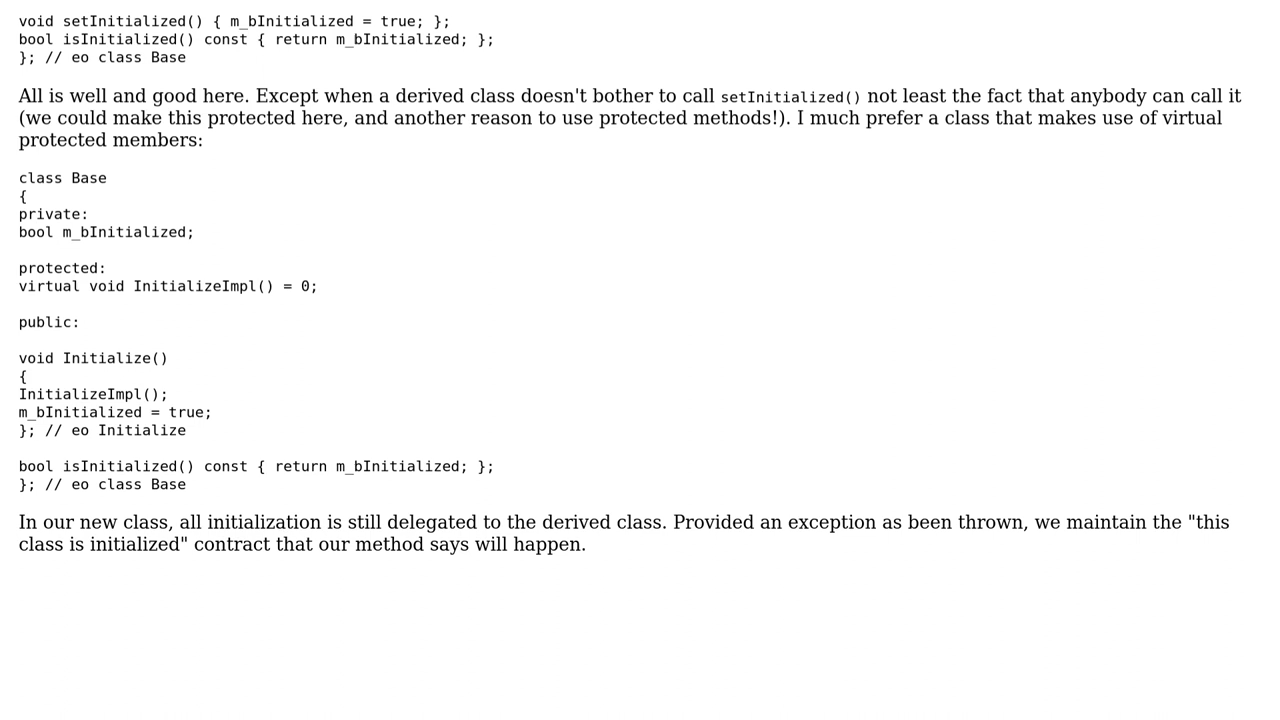 void setInitialized() { m_bInitialized = true; };
bool isInitialized() const { return m_bInitialized; };
}; // eo class Base
All is well and good here. Except when a derived class doesn't bother to call setInitialized() not least the fact that anybody can call it
(we could make this protected here, and another reason to use protected methods!). I much prefer a class that makes use of virtual
protected members:
class Base
{
private:
bool m_bInitialized;
protected:
virtual void InitializeImpl() = 0;
public:
void Initialize()
{
InitializeImpl();
m_bInitialized = true;
}; // eo Initialize
bool isInitialized() const { return m_bInitialized; };
}; // eo class Base
In our new class, all initialization is still delegated to the derived class. Provided an exception as been thrown, we maintain the "this
class is initialized" contract that our method says will happen.